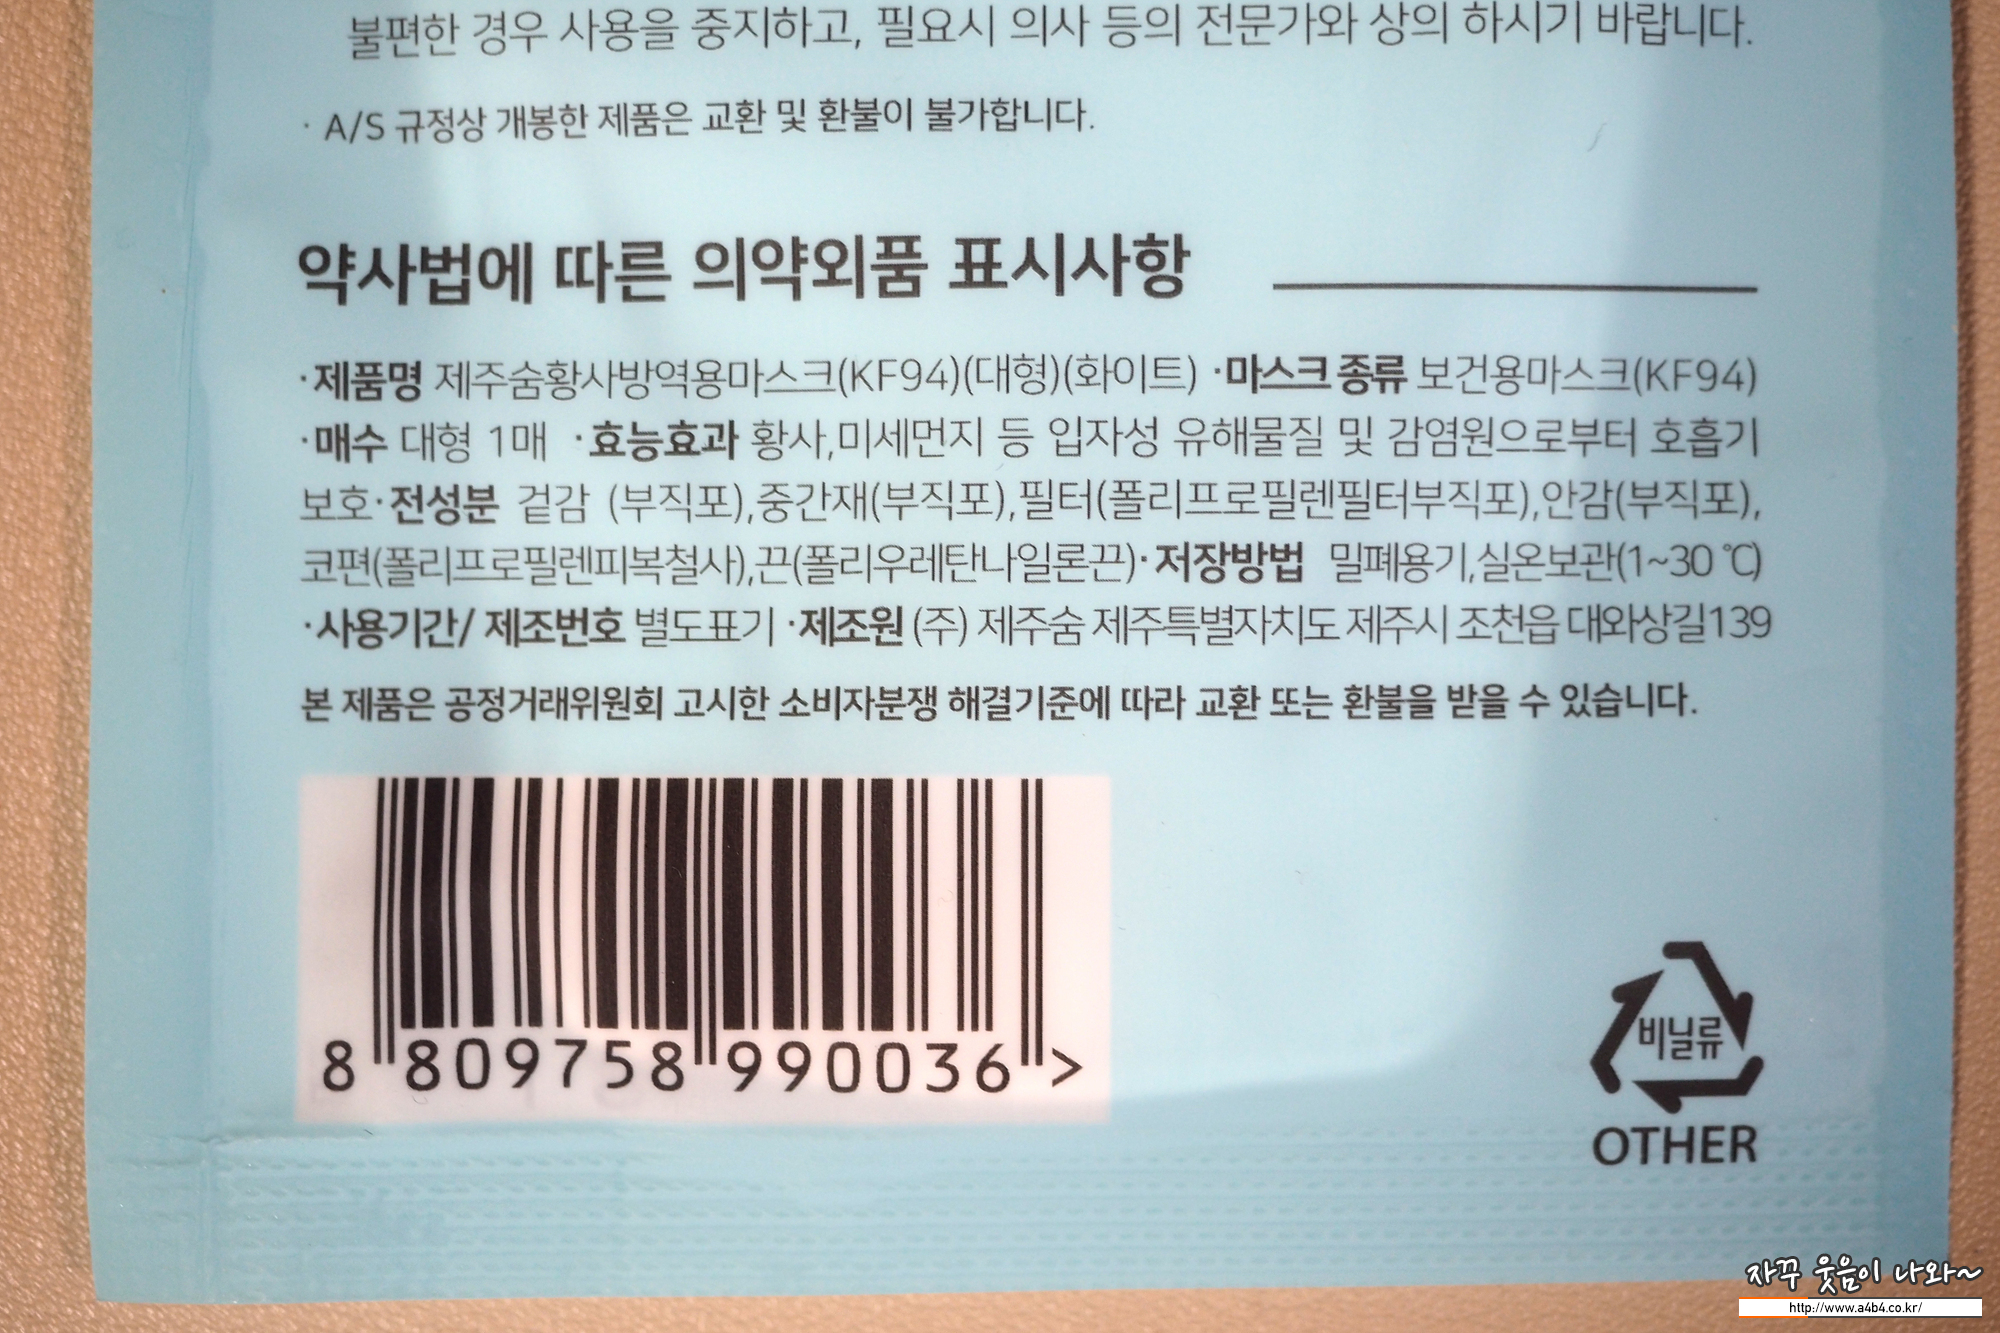 불편한 경우 사용을 중지하고, 필요시 의사 등의 전문가와 상의 하시기 바랍니다.
· A/S 규정상 개봉한 제품은 교환 및 환불이 불가합니다.
약사법에 따른 의약외품 표시사항
·제품명 제주숨황사방역용마스크(KF94)(대형)(화이트) ·마스크 종류 보건용마스크(KF94)
·매수 대형 1매 ·효능효과 황사,미세먼지 등 입자성 유해물질 및 감염원으로부터 호흡기
보호·전성분 겉감 (부직포),중간재(부직포),필터(폴리프로필렌필터부직포),안감(부직포),
코편(폴리프로필렌피복철사),끈(폴리우레탄나일론끈)·저장방법 밀폐용기,실온보관(1~30 ℃)
·사용기간/ 제조번호 별도표기 ·제조원 (주) 제주숨 제주특별자치도 제주시 조천읍 대와상길139
본 제품은 공정거래위원회 고시한 소비자분쟁 해결기준에 따라 교환 또는 환불을 받을 수 있습니다.
8 809758 990036 >
비닐류
OTHER
자꾸 웃음이 나와~
http://www.a4b4.co.kr/